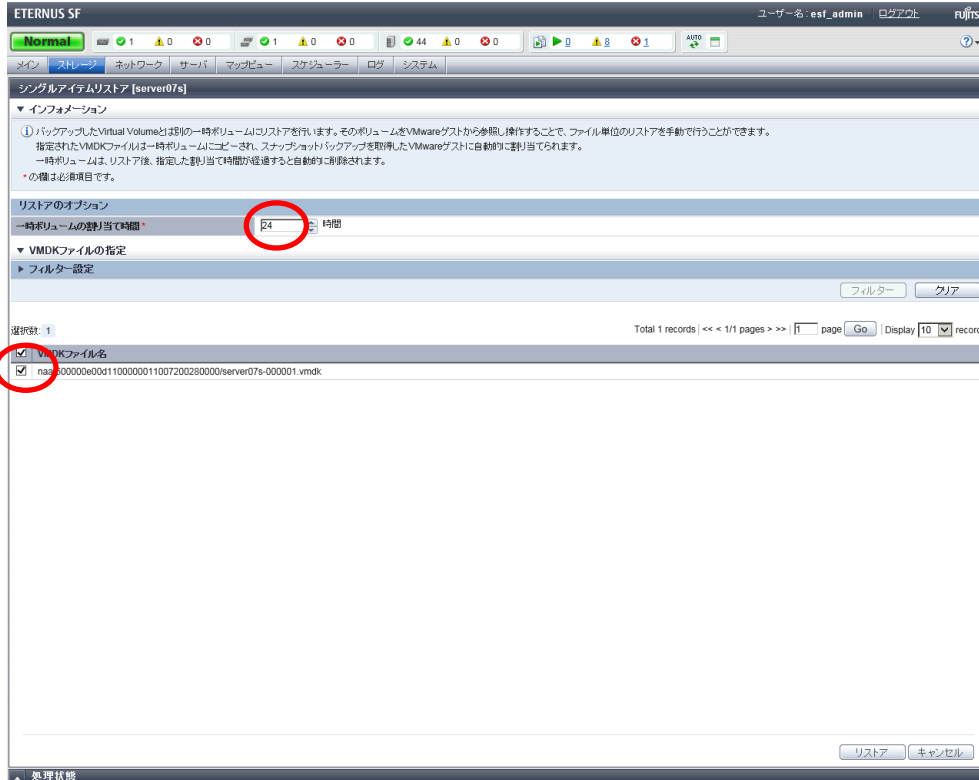 ETERNUS SF ユーザー名 : esf_admin ログアウト FUJITS
Normal 1 0 0 1 0 0 44 0 0 0 8 1 AUTO
メイン ストレージ ネットワーク サーバ マップビュー スケジューラー ログ システム
シングルアイテムリストア [server07s]
▼ インフォメーション
バックアップしたVirtual Volumeとは別の一時ボリュームにリストアを行います。そのボリュームをVMwareゲストから参照し操作することで、ファイル単位のリストアを手動で行うことができます。
指定されたVMDKファイルは一時ボリュームにコピーされ、スナップショットバックアップを取得したVMwareゲストに自動的に割り当てられます。
一時ボリュームは、リストア後、指定した割り当て時間が経過すると自動的に削除されます。
*の欄は必須項目です。
リストアのオプション
一時ボリュームの割り当て時間* 24 時間
▼ VMDKファイルの指定
▶ フィルター設定
フィルター クリア
選択数: 1 Total 1 records | << < 1/1 pages > >> | 1 page Go | Display 10 record
VMDKファイル名
naa.600000e00d1100000011007200280000/server07s-000001.vmdk
リストア キャンセル
処理状態